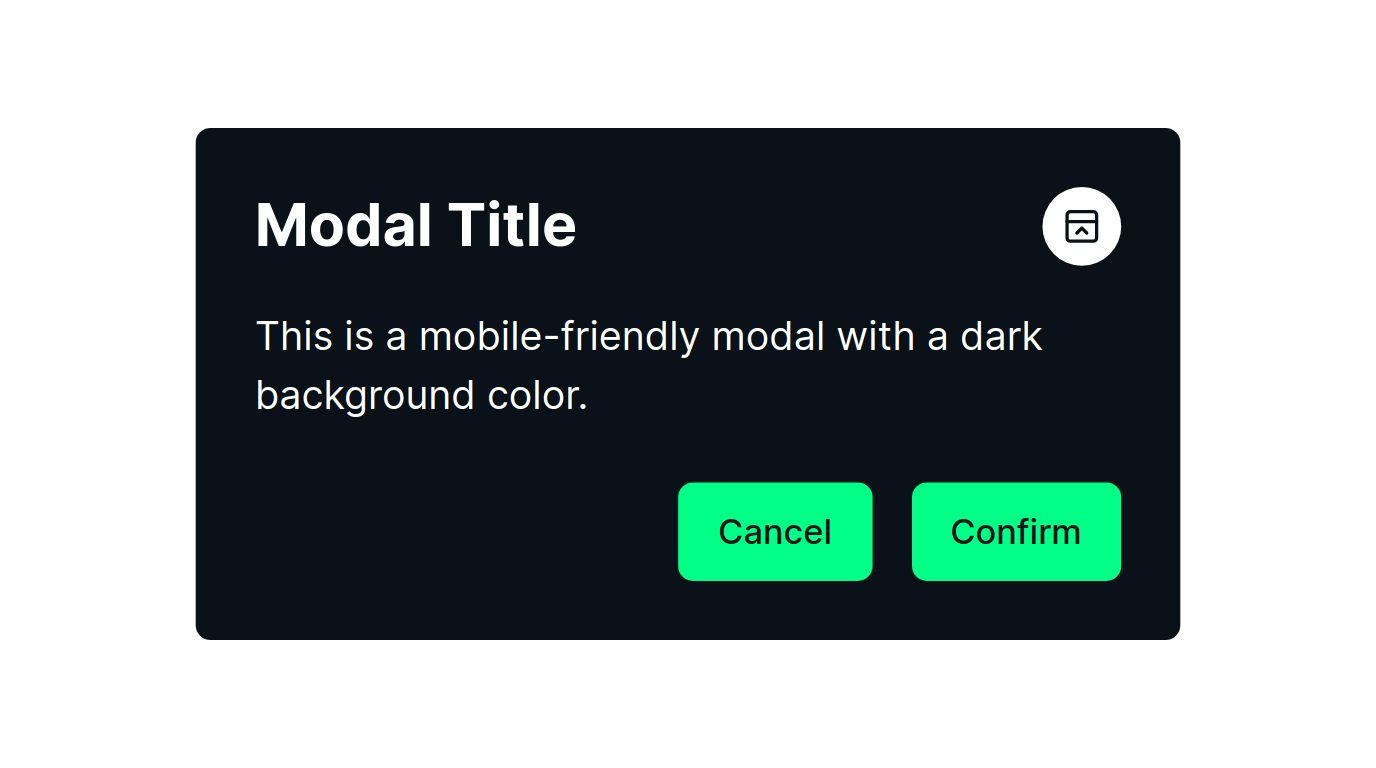 Modal Title
This is a mobile-friendly modal with a dark
background color.
Cancel
Confirm